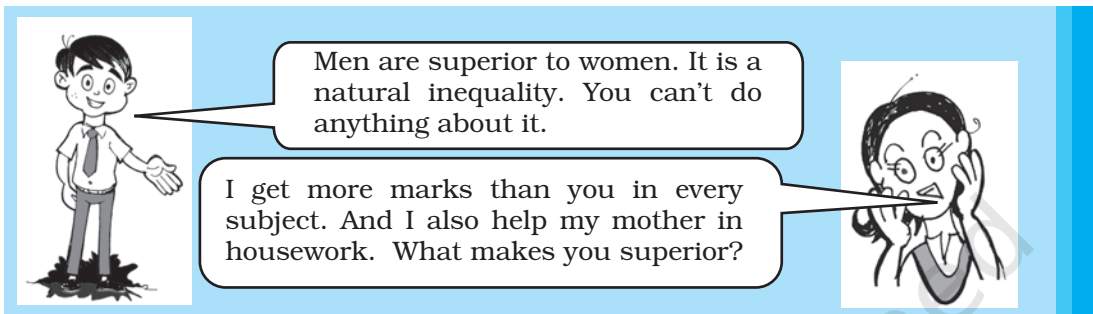 Men are superior to women. It is a
natural inequality. You can't do
anything about it.
I get more marks than you in every
subject. And I also help my mother in
housework. What makes you superior?